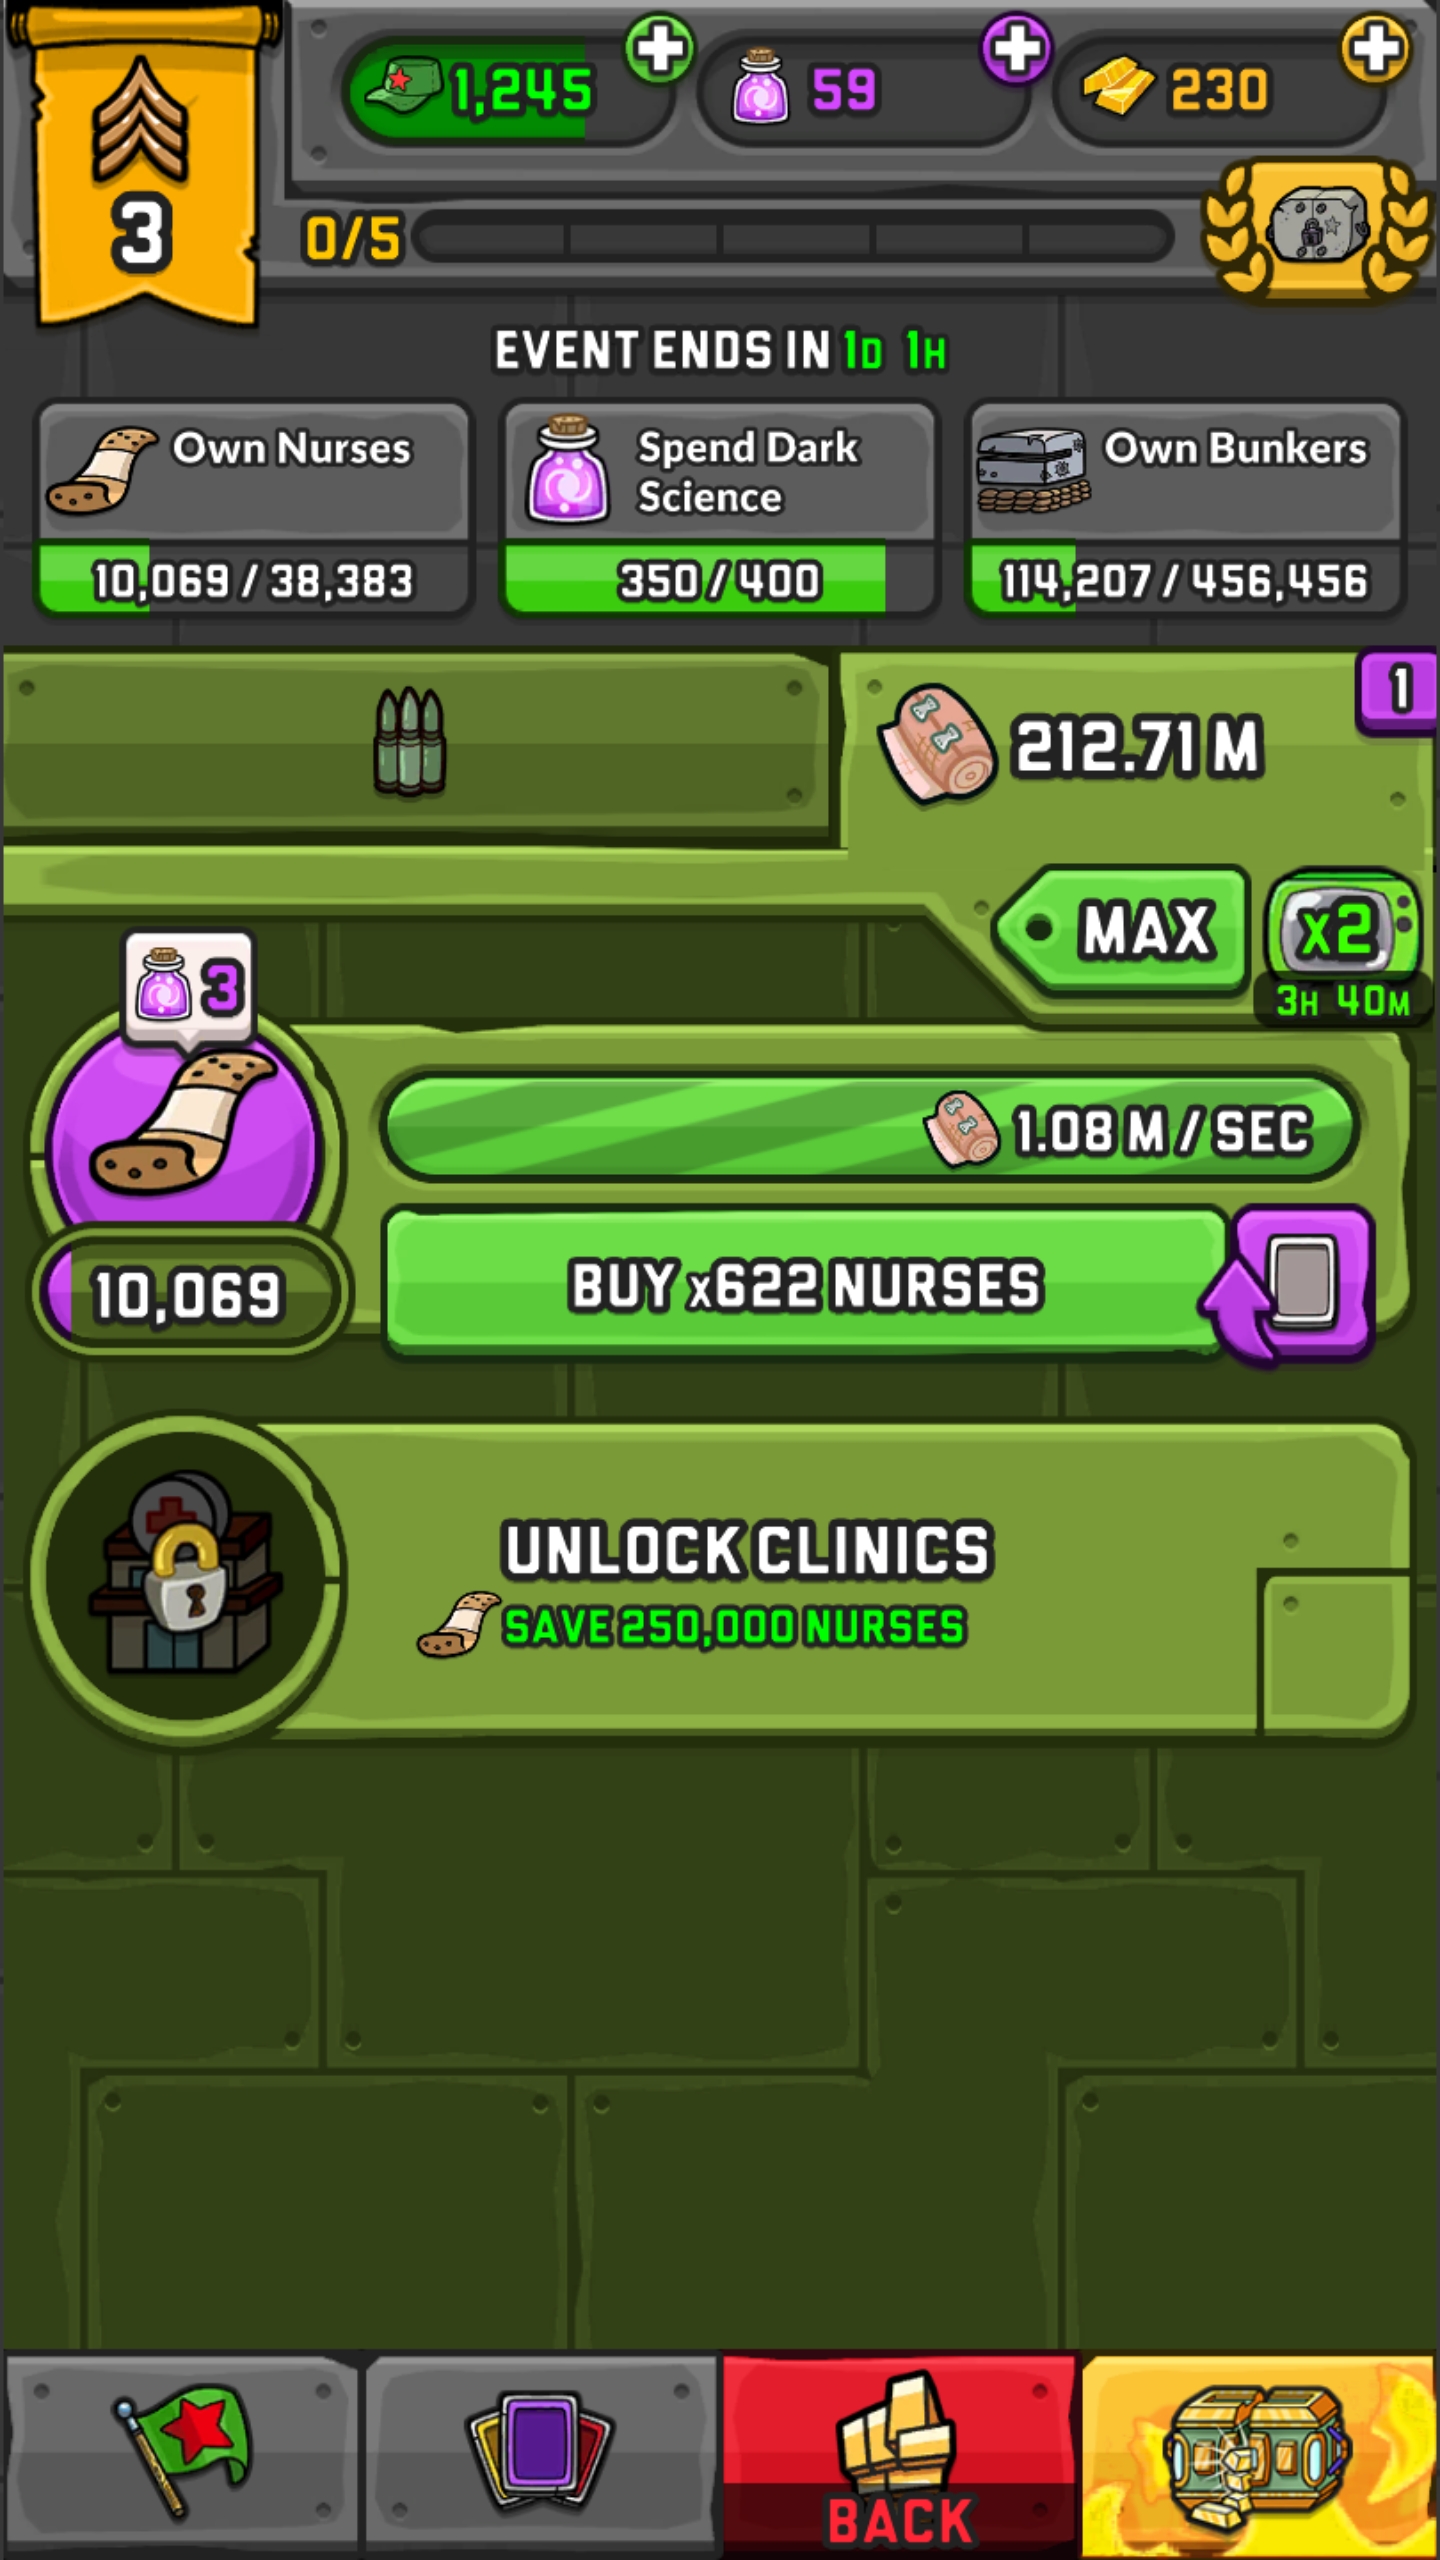 1,245
59
230
3
0/5
EVENT ENDS IN 1D 1H
Own Nurses
10,069 / 38,383
Spend Dark
Science
350 / 400
Own Bunkers
114,207 / 456,456
1
212.71 M
MAX
x2
3H 40M
3
1.08 M / SEC
10,069
BUY x622 NURSES
UNLOCK CLINICS
SAVE 250,000 NURSES
BACK